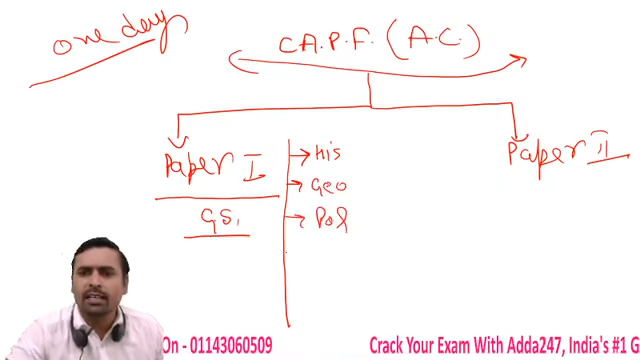 one day
C.A.P.F. (A.C.)
Paper I
Paper II
GS,
His
Geo
Pol
On - 01143060509
Crack Your Exam With Adda247, India's #1 G